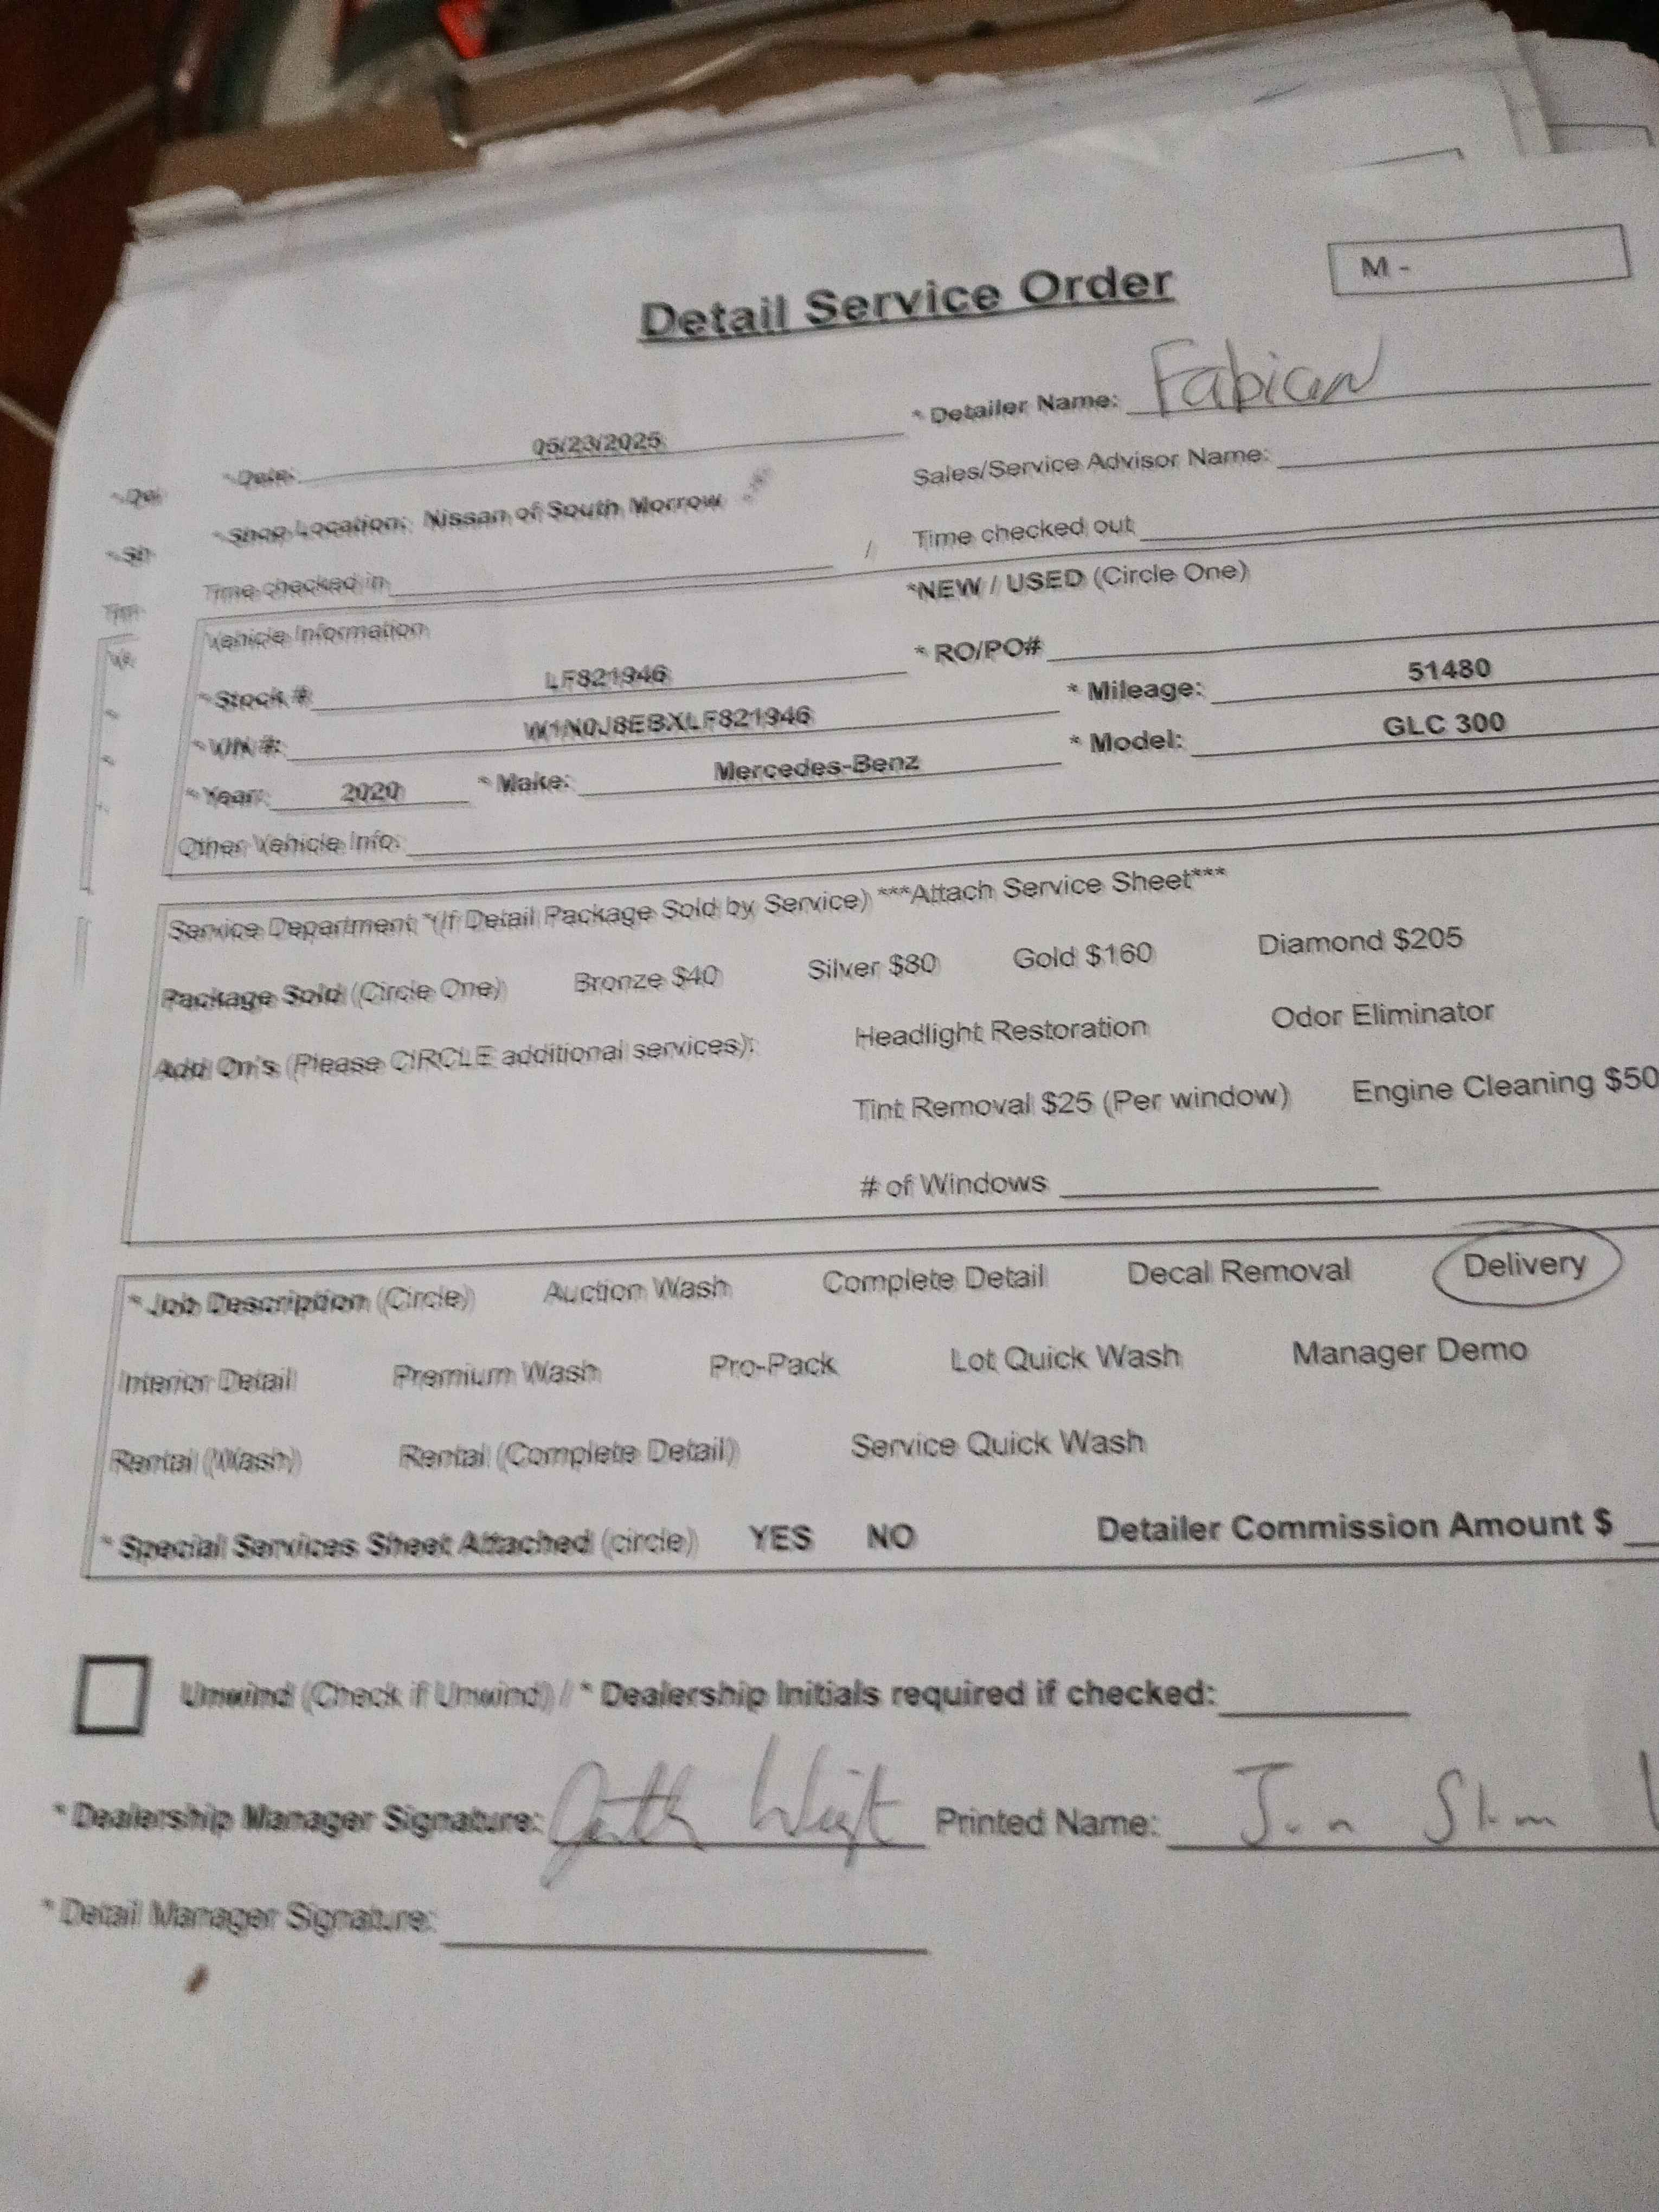 Detail Service Order
M -
* Detailer Name: Fabian
* Date: 05/23/2025
Sales/Service Advisor Name:
* Shop Location: Nissan of South Morrow
Time checked in / Time checked out
*NEW / USED (Circle One)
Vehicle Information
* Stock # LF821946 * RO/PO#
* VIN #: W1N0J8EBXLF821946 * Mileage: 51480
* Year: 2020 * Make: Mercedes-Benz * Model: GLC 300
Other Vehicle Info:
Service Department *(If Detail Package Sold by Service) ***Attach Service Sheet***
Package Sold (Circle One) Bronze $40 Silver $80 Gold $160 Diamond $205
Add On's (Please CIRCLE additional services): Headlight Restoration Odor Eliminator
Tint Removal $25 (Per window) Engine Cleaning $50
# of Windows
* Job Description (Circle) Auction Wash Complete Detail Decal Removal Delivery
Interior Detail Premium Wash Pro-Pack Lot Quick Wash Manager Demo
Rental (Wash) Rental (Complete Detail) Service Quick Wash
* Special Services Sheet Attached (circle) YES NO Detailer Commission Amount $
Unwind (Check if Unwind) / * Dealership Initials required if checked:
* Dealership Manager Signature: Printed Name:
* Detail Manager Signature: